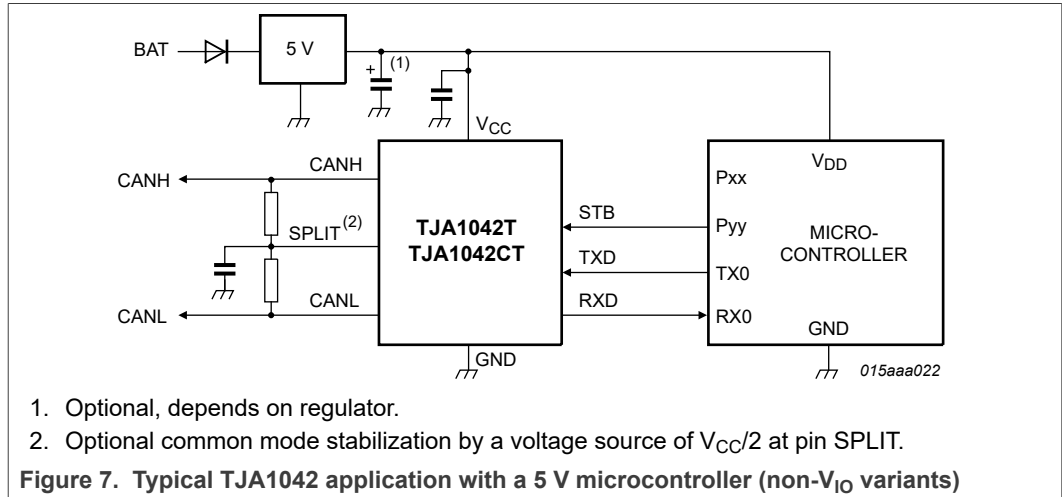 BAT
5 V
+
(1)
VCC
CANH
CANH
SPLIT(2)
CANL
CANL
TJA1042T
TJA1042CT
GND
STB
TXD
RXD
VDD
Pxx
Pyy
TX0
RX0
MICRO-
CONTROLLER
GND
015aaa022
1. Optional, depends on regulator.
2. Optional common mode stabilization by a voltage source of VCC/2 at pin SPLIT.
Figure 7. Typical TJA1042 application with a 5 V microcontroller (non-VIO variants)